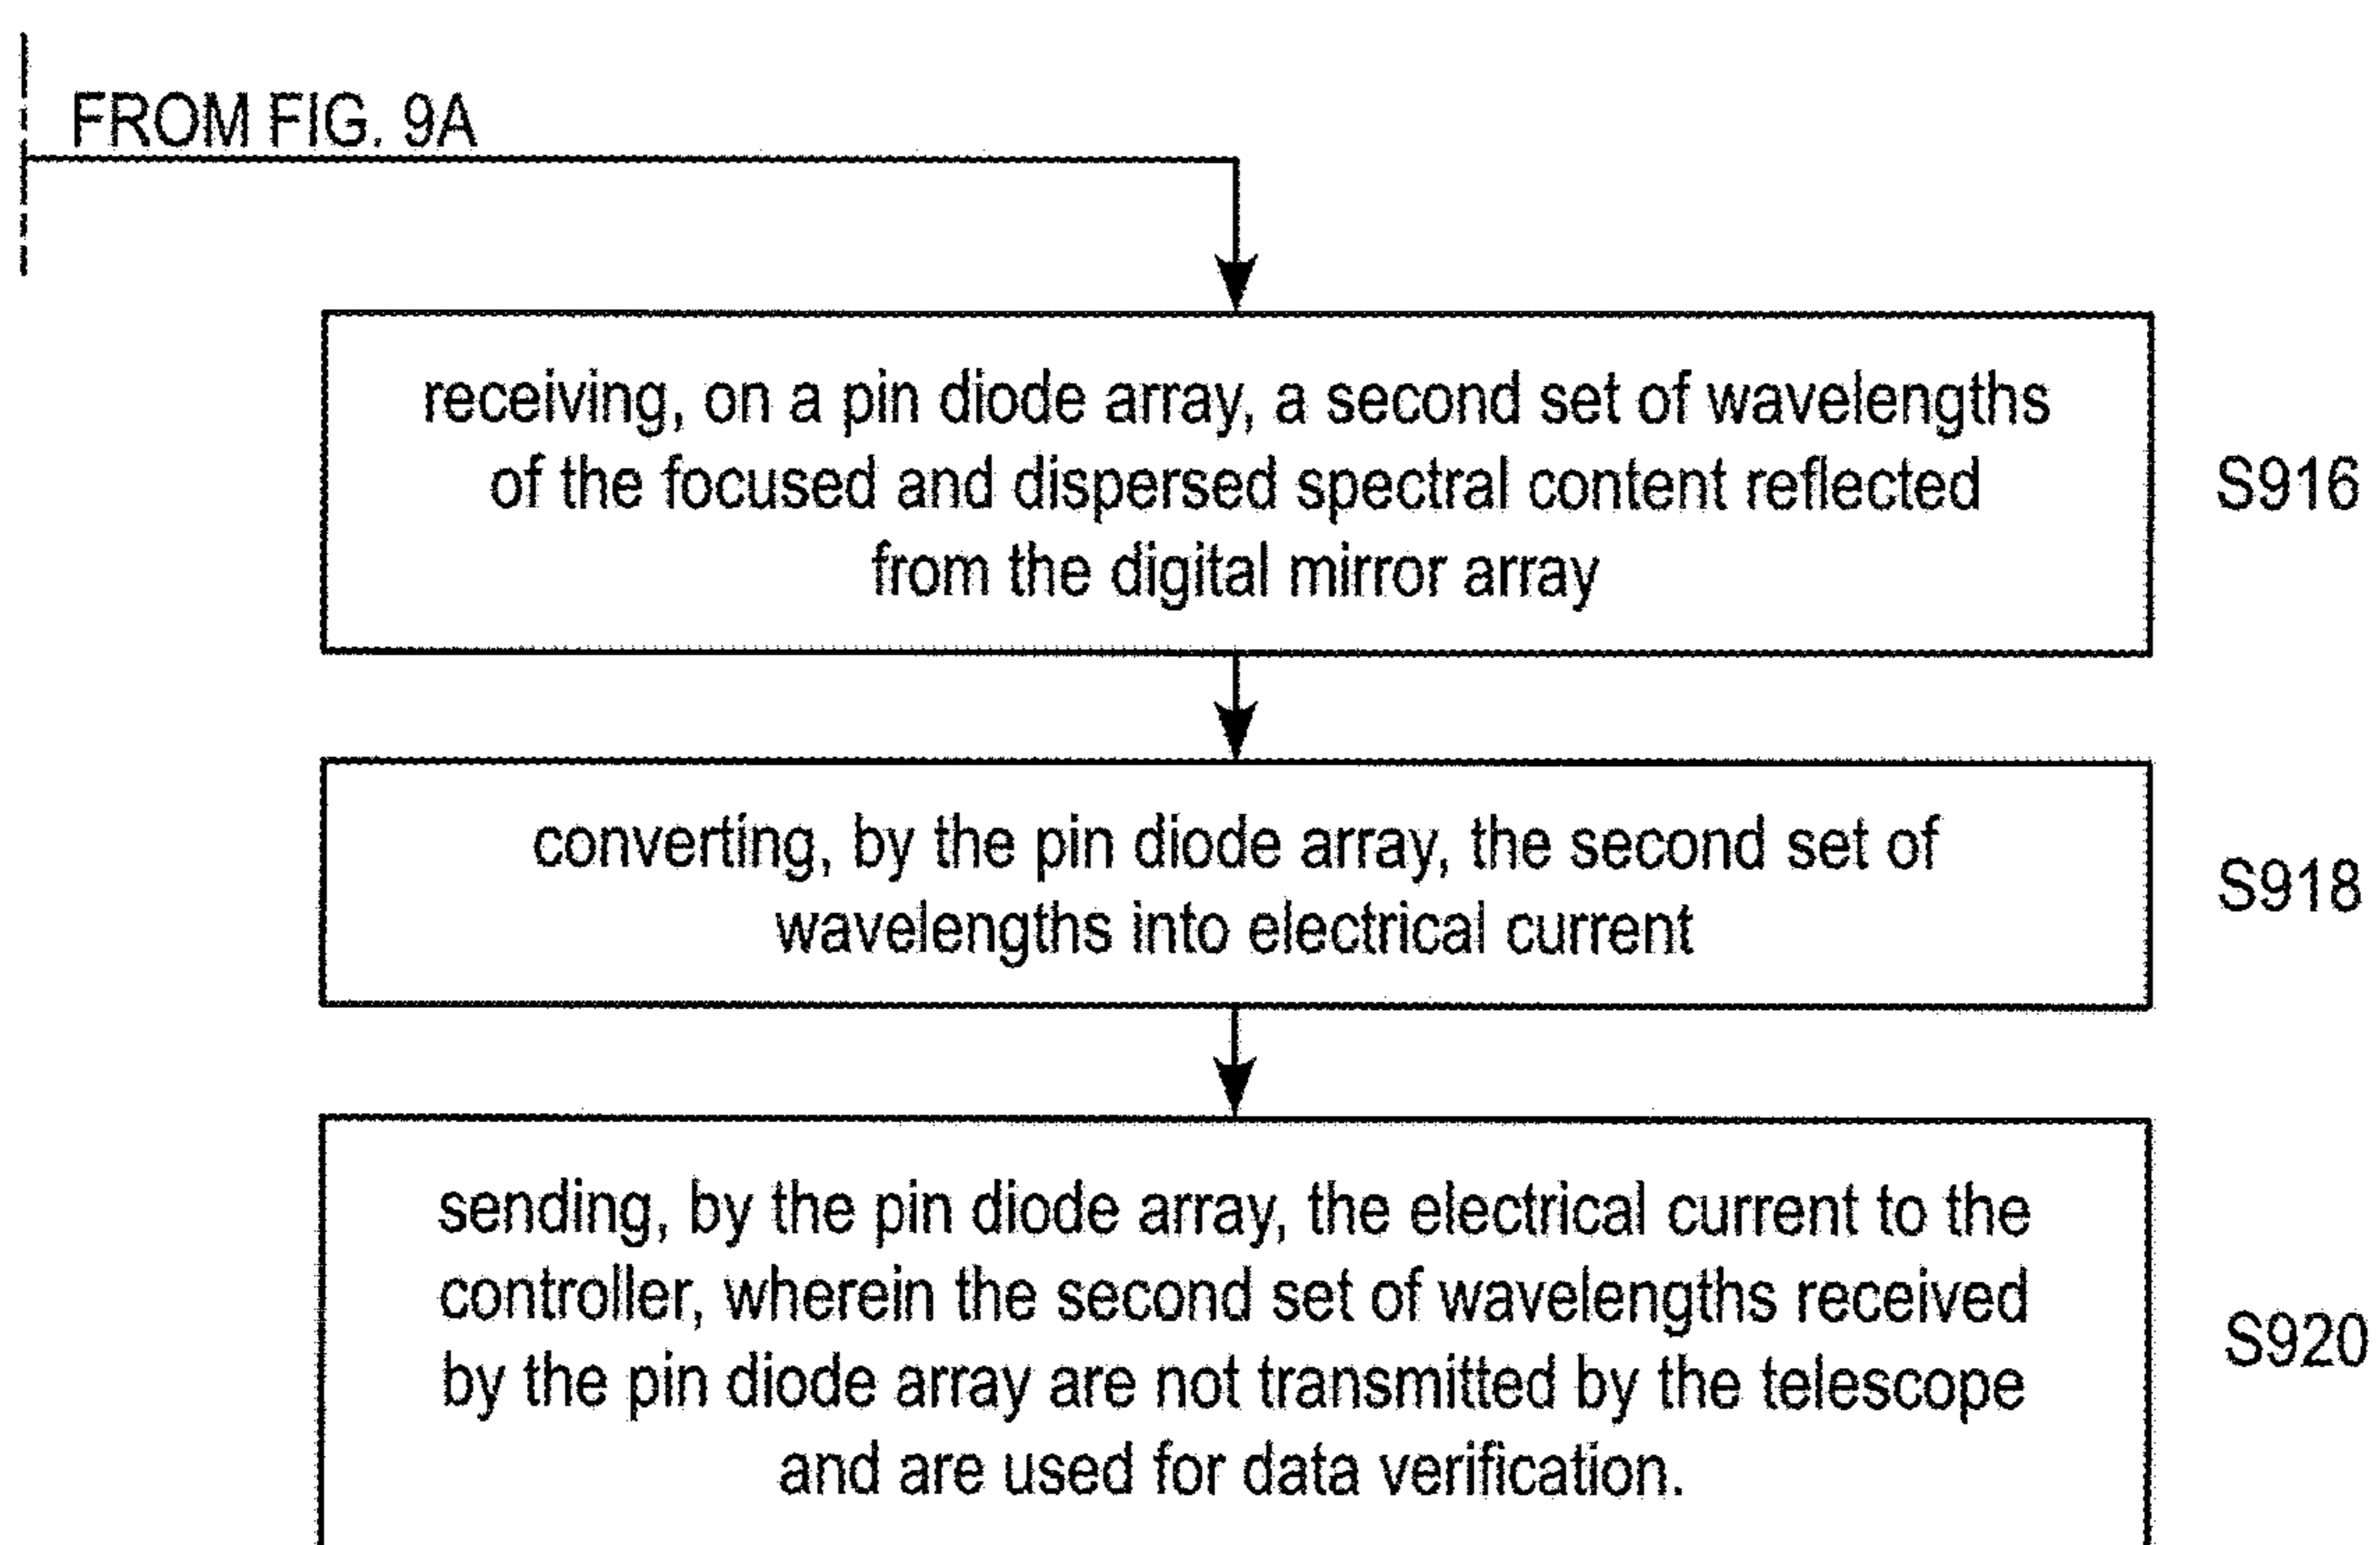 FROM FIG. 9A
receiving, on a pin diode array, a second set of wavelengths
of the focused and dispersed spectral content reflected
from the digital mirror array
S916
converting, by the pin diode array, the second set of
wavelengths into electrical current
S918
sending, by the pin diode array, the electrical current to the
controller, wherein the second set of wavelengths received
by the pin diode array are not transmitted by the telescope
and are used for data verification.
S920